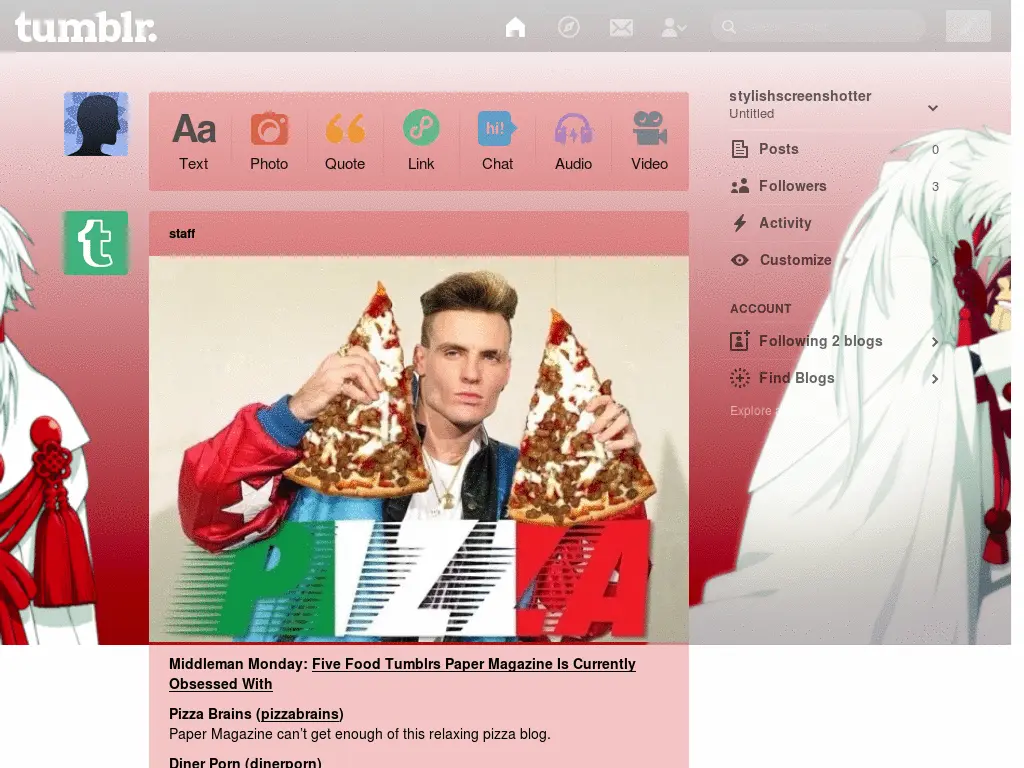 tumblr.
Aa
hi!
Text
Photo
Quote
Link
Chat
Audio
Video
stylishscreenshotter
Untitled
Posts 0
Followers 3
Activity
Customize
ACCOUNT
Following 2 blogs
Find Blogs
Explore
t
staff
PIZZA
Middleman Monday: Five Food Tumblrs Paper Magazine Is Currently
Obsessed With
Pizza Brains (pizzabrains)
Paper Magazine can't get enough of this relaxing pizza blog.
Diner Porn (dinerporn)